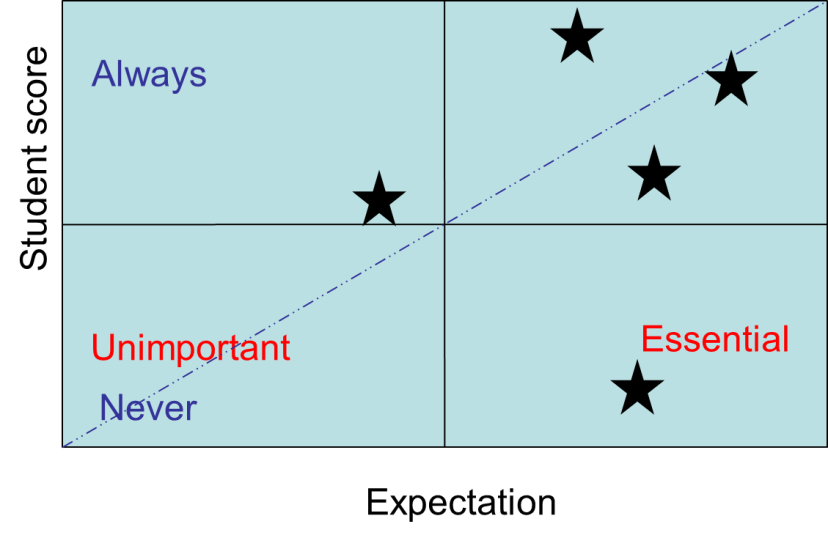 Student score
Always
Unimportant
Essential
Never
Expectation